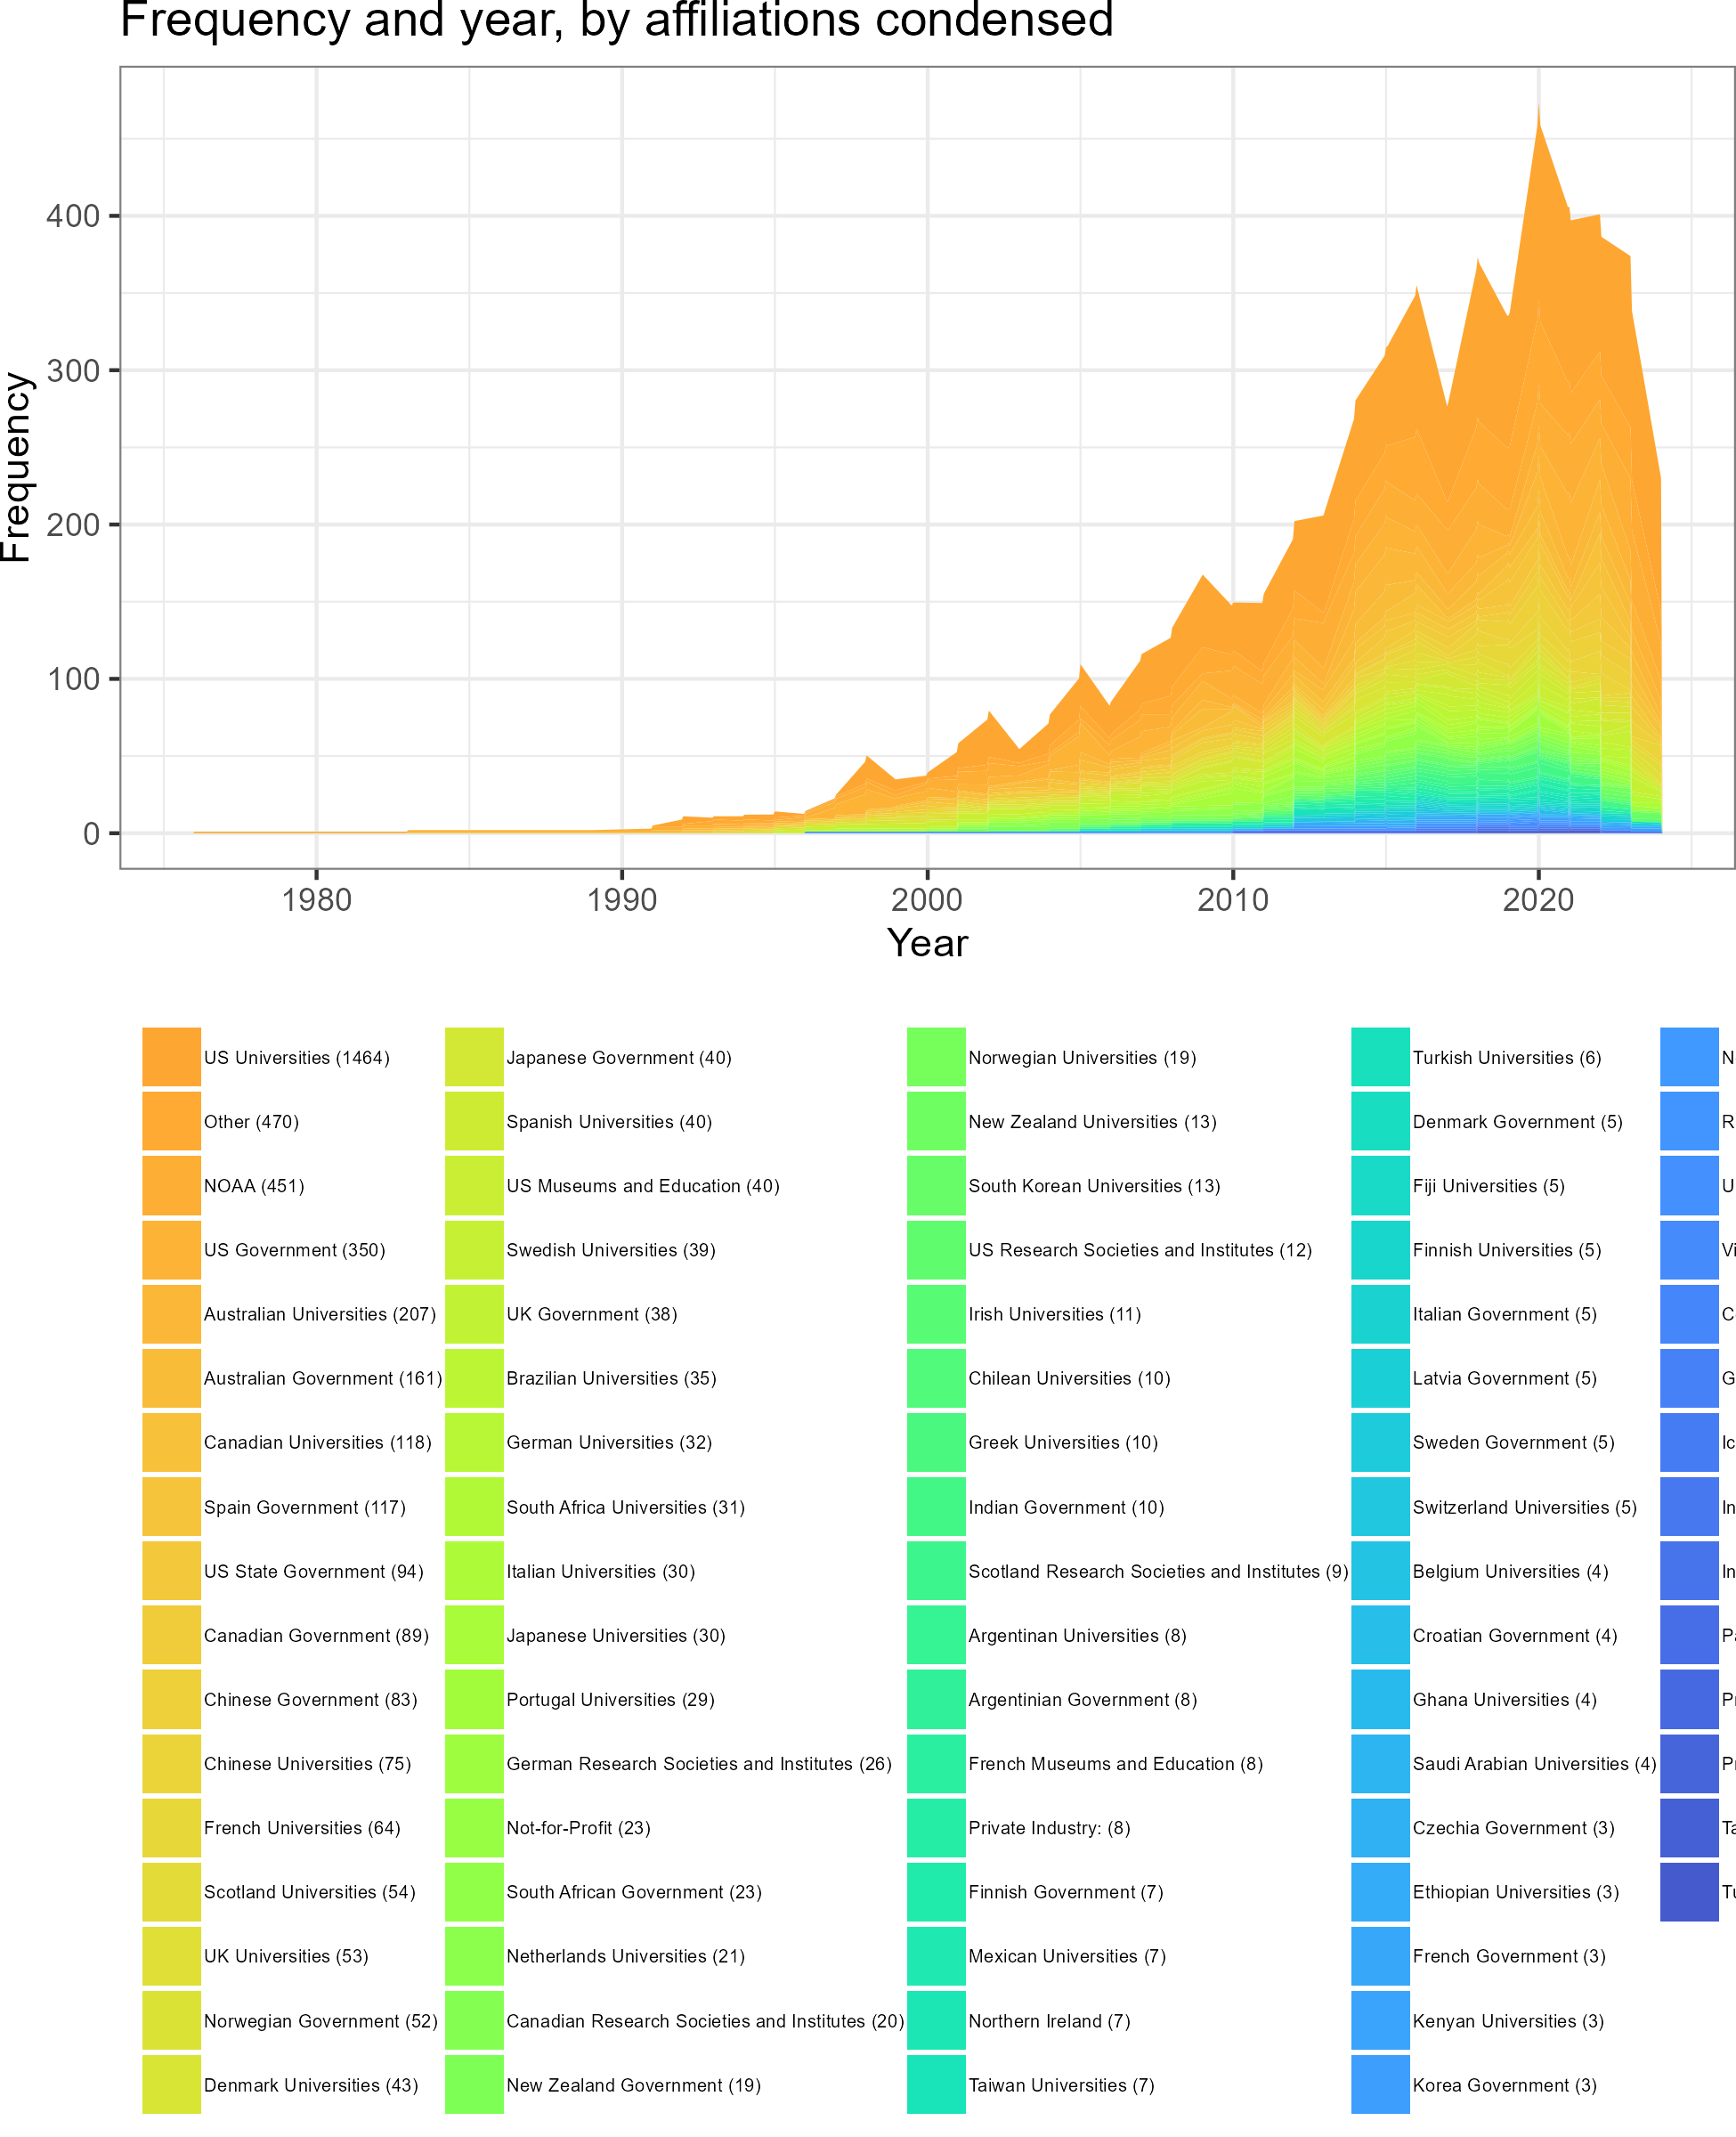 Frequency and year, by affiliations condensed
Frequency
400
300
200
100
0
1980
1990
2000
2010
2020
Year
US Universities (1464)
Other (470)
NOAA (451)
US Government (350)
Australian Universities (207)
Australian Government (161)
Canadian Universities (118)
Spain Government (117)
US State Government (94)
Canadian Government (89)
Chinese Government (83)
Chinese Universities (75)
French Universities (64)
Scotland Universities (54)
UK Universities (53)
Norwegian Government (52)
Denmark Universities (43)
Japanese Government (40)
Spanish Universities (40)
US Museums and Education (40)
Swedish Universities (39)
UK Government (38)
Brazilian Universities (35)
German Universities (32)
South Africa Universities (31)
Italian Universities (30)
Japanese Universities (30)
Portugal Universities (29)
German Research Societies and Institutes (26)
Not-for-Profit (23)
South African Government (23)
Netherlands Universities (21)
Canadian Research Societies and Institutes (20)
New Zealand Government (19)
Norwegian Universities (19)
New Zealand Universities (13)
South Korean Universities (13)
US Research Societies and Institutes (12)
Irish Universities (11)
Chilean Universities (10)
Greek Universities (10)
Indian Government (10)
Scotland Research Societies and Institutes (9)
Argentinan Universities (8)
Argentinian Government (8)
French Museums and Education (8)
Private Industry: (8)
Finnish Government (7)
Mexican Universities (7)
Northern Ireland (7)
Taiwan Universities (7)
Turkish Universities (6)
Denmark Government (5)
Fiji Universities (5)
Finnish Universities (5)
Italian Government (5)
Latvia Government (5)
Sweden Government (5)
Switzerland Universities (5)
Belgium Universities (4)
Croatian Government (4)
Ghana Universities (4)
Saudi Arabian Universities (4)
Czechia Government (3)
Ethiopian Universities (3)
French Government (3)
Kenyan Universities (3)
Korea Government (3)